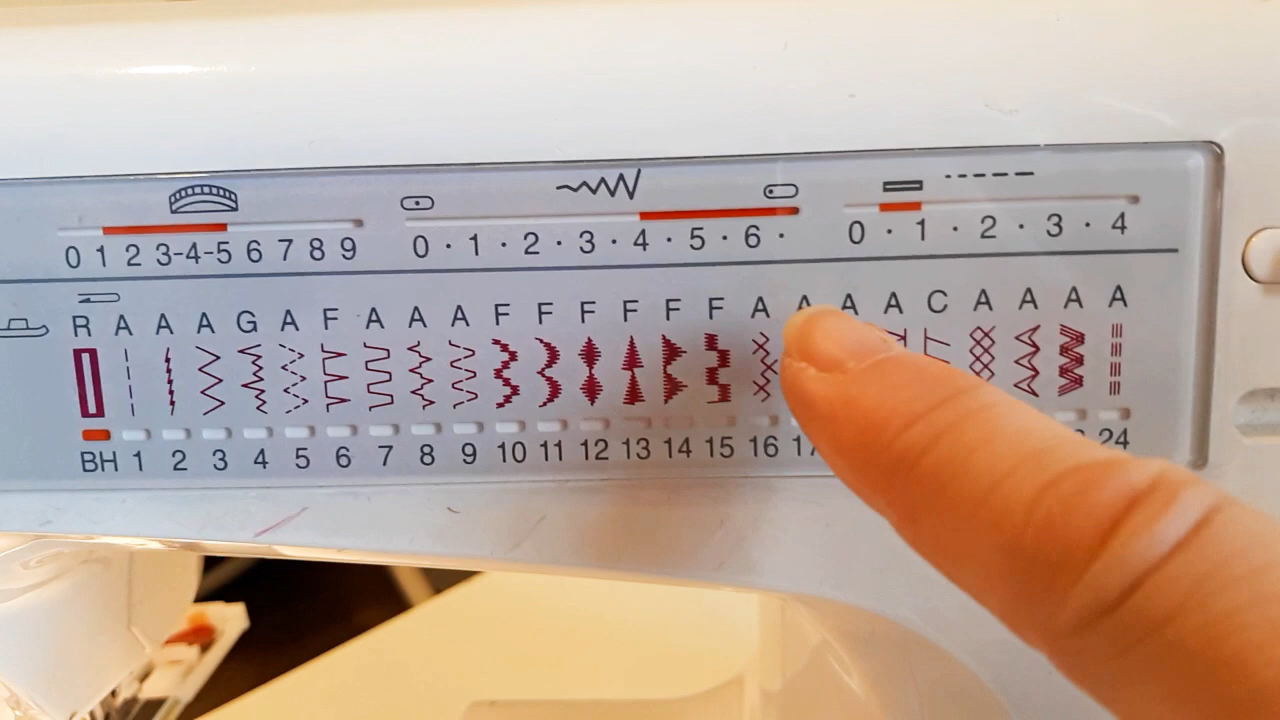 0 1 2 3-4-5 6 7 8 9
0 · 1 · 2 · 3 · 4 · 5 · 6 ·
0 · 1 · 2 · 3 · 4
R A A A G A F A A A F F F F F F A A A A C A A A A
BH 1 2 3 4 5 6 7 8 9 10 11 12 13 14 15 16 24